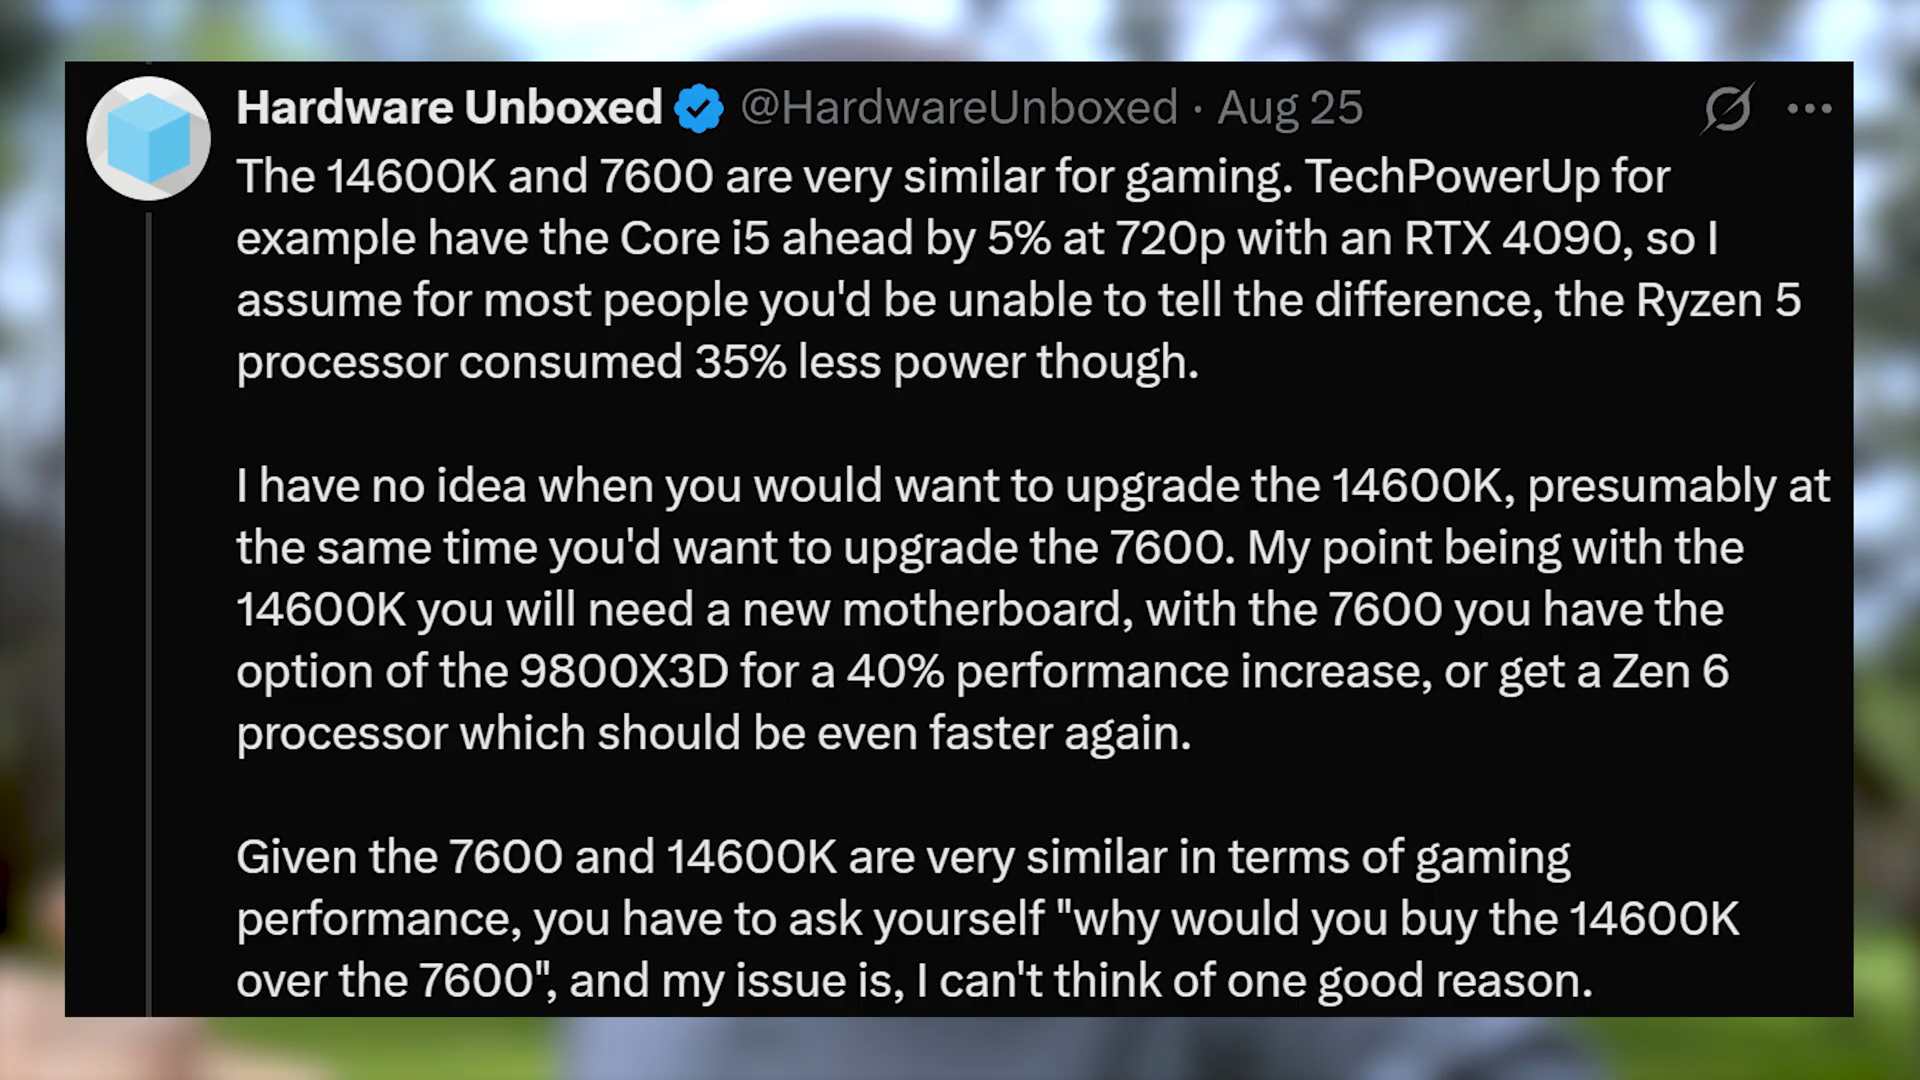 Hardware Unboxed @HardwareUnboxed · Aug 25
The 14600K and 7600 are very similar for gaming. TechPowerUp for
example have the Core i5 ahead by 5% at 720p with an RTX 4090, so I
assume for most people you'd be unable to tell the difference, the Ryzen 5
processor consumed 35% less power though.
I have no idea when you would want to upgrade the 14600K, presumably at
the same time you'd want to upgrade the 7600. My point being with the
14600K you will need a new motherboard, with the 7600 you have the
option of the 9800X3D for a 40% performance increase, or get a Zen 6
processor which should be even faster again.
Given the 7600 and 14600K are very similar in terms of gaming
performance, you have to ask yourself "why would you buy the 14600K
over the 7600", and my issue is, I can't think of one good reason.